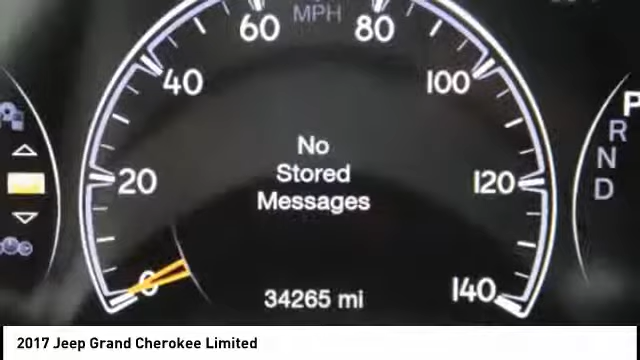 MPH
60 80
40 100
20 120
0 140
No
Stored
Messages
34265 mi
P
R
N
D
2017 Jeep Grand Cherokee Limited